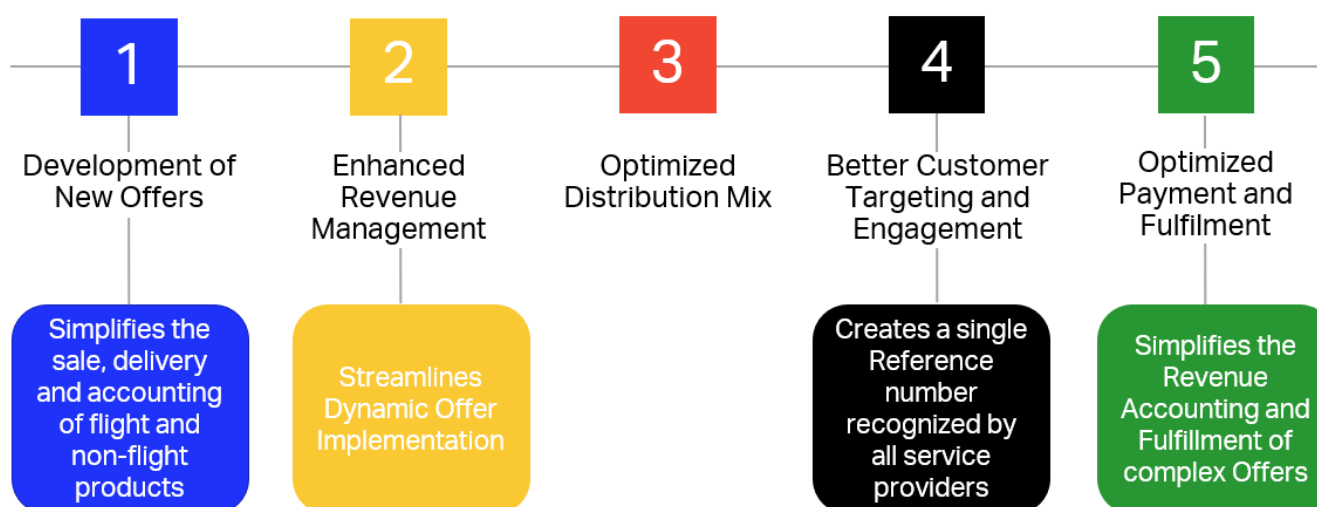 1
Development of
New Offers
Simplifies the
sale, delivery
and accounting
of flight and
non-flight
products
2
Enhanced
Revenue
Management
Streamlines
Dynamic Offer
Implementation
3
Optimized
Distribution Mix
4
Better Customer
Targeting and
Engagement
Creates a single
Reference
number
recognized by
all service
providers
5
Optimized
Payment and
Fulfilment
Simplifies the
Revenue
Accounting and
Fulfillment of
complex Offers